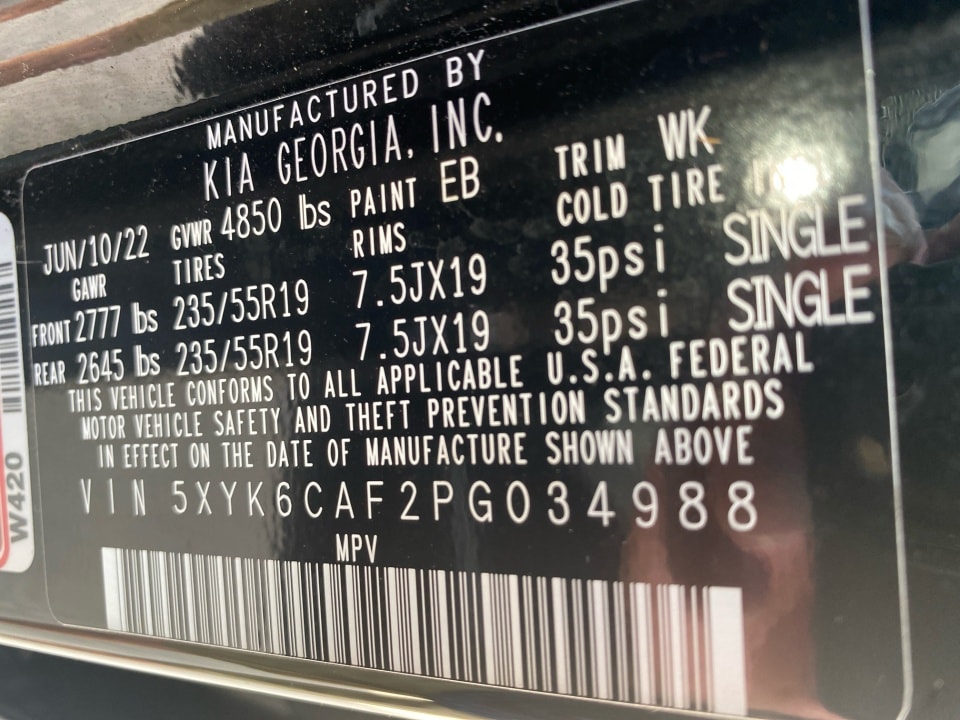 MANUFACTURED BY
KIA GEORGIA, INC.
JUN/10/22 GVWR 4850 lbs PAINT EB TRIM WK
GAWR TIRES RIMS COLD TIRE
FRONT 2777 lbs 235/55R19 7.5JX19 35psi SINGLE
REAR 2645 lbs 235/55R19 7.5JX19 35psi SINGLE
THIS VEHICLE CONFORMS TO ALL APPLICABLE U.S.A. FEDERAL
MOTOR VEHICLE SAFETY AND THEFT PREVENTION STANDARDS
IN EFFECT ON THE DATE OF MANUFACTURE SHOWN ABOVE
VIN 5XYK6CAF2PG034988
MPV
W420